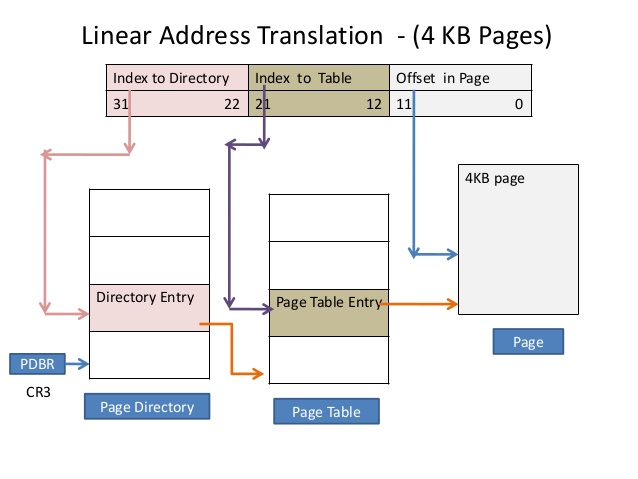 Linear Address Translation - (4 KB Pages)
Index to Directory Index to Table Offset in Page
31 22 21 12 11 0
4KB page
Directory Entry
Page Table Entry
Page
PDBR
CR3
Page Directory
Page Table